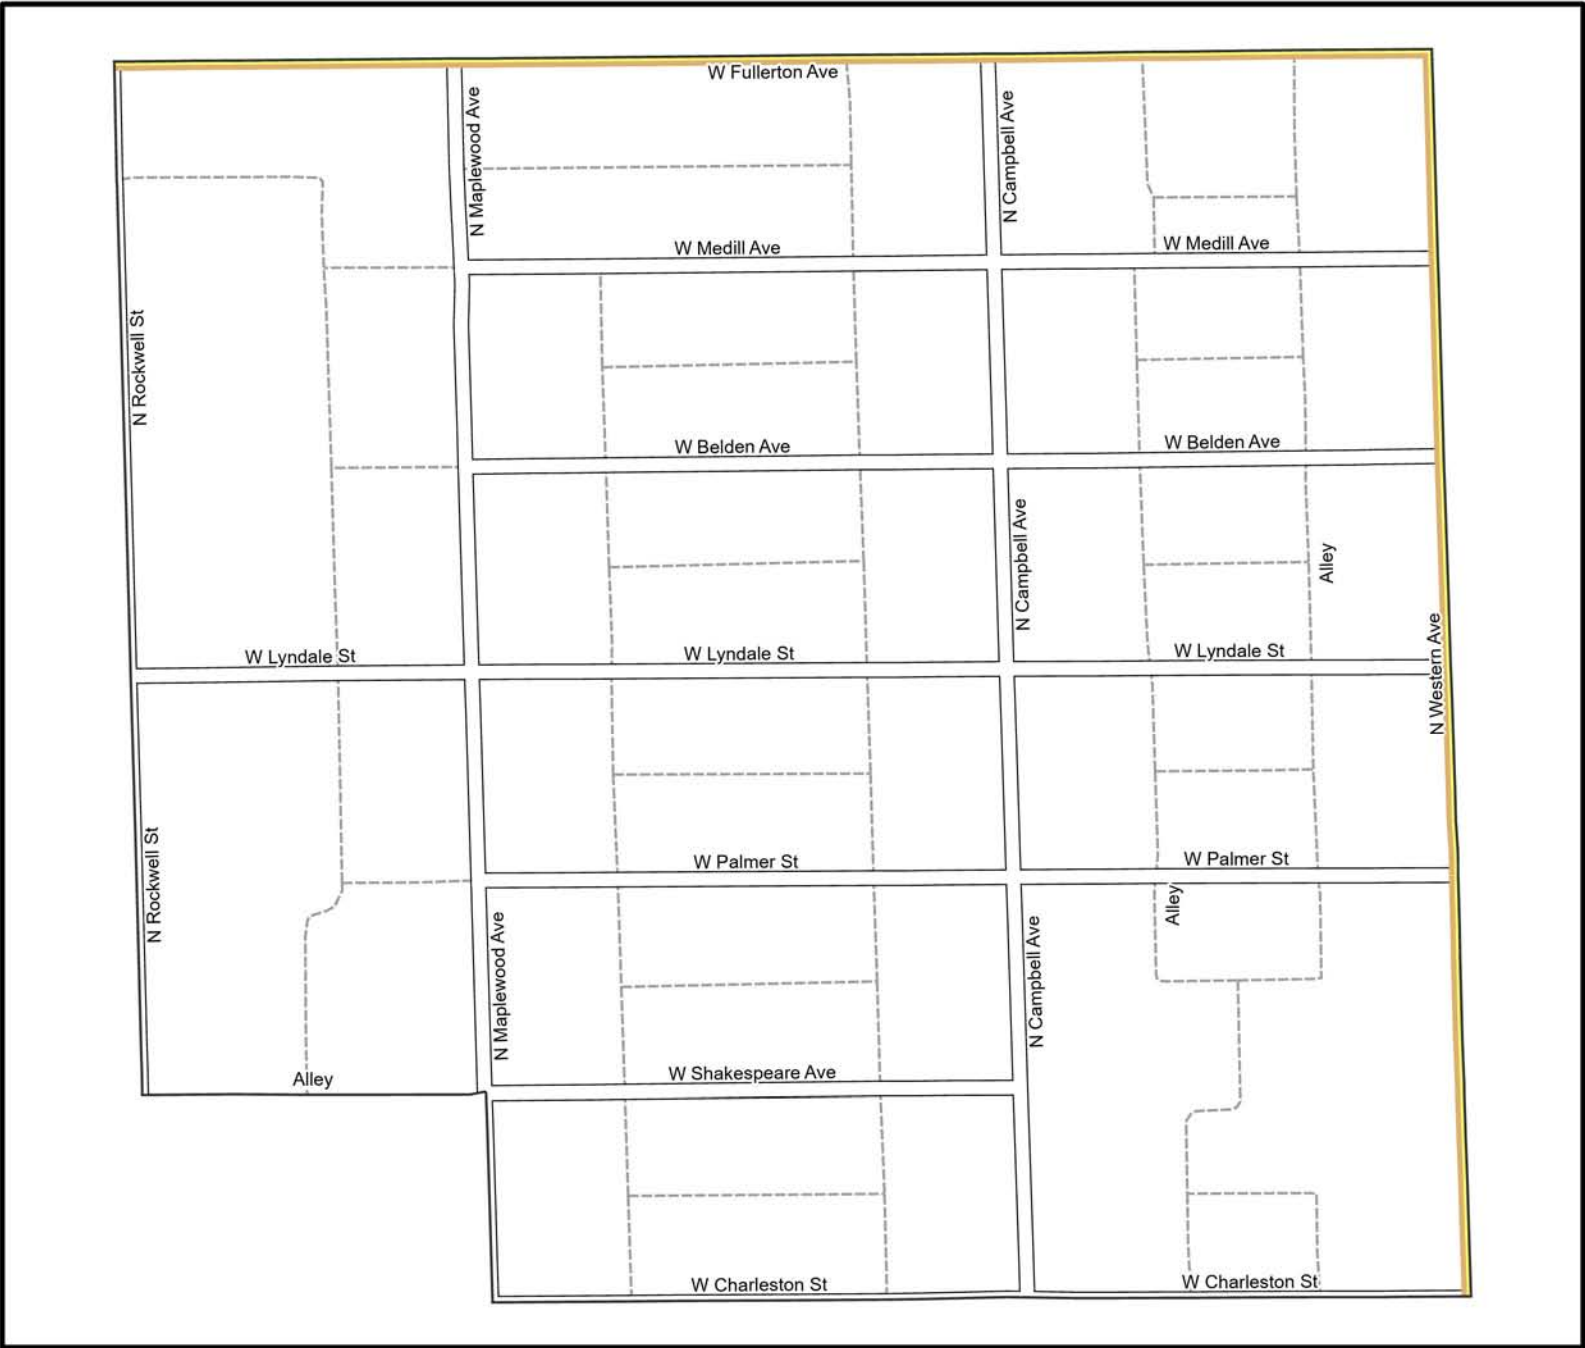 W Fullerton Ave
N Maplewood Ave
N Campbell Ave
W Medill Ave
W Medill Ave
N Rockwell St
W Belden Ave
W Belden Ave
N Campbell Ave
Alley
W Lyndale St
W Lyndale St
W Lyndale St
N Western Ave
W Palmer St
W Palmer St
N Rockwell St
Alley
N Maplewood Ave
N Campbell Ave
Alley
W Shakespeare Ave
W Charleston St
W Charleston St